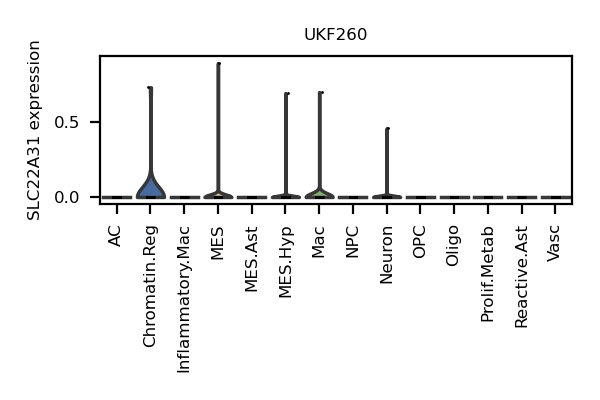 UKF260
SLC22A31 expression
0.5
0.0
AC
Chromatin.Reg
Inflammatory.Mac
MES
MES.Ast
MES.Hyp
Mac
NPC
Neuron
OPC
Oligo
Prolif.Metab
Reactive.Ast
Vasc